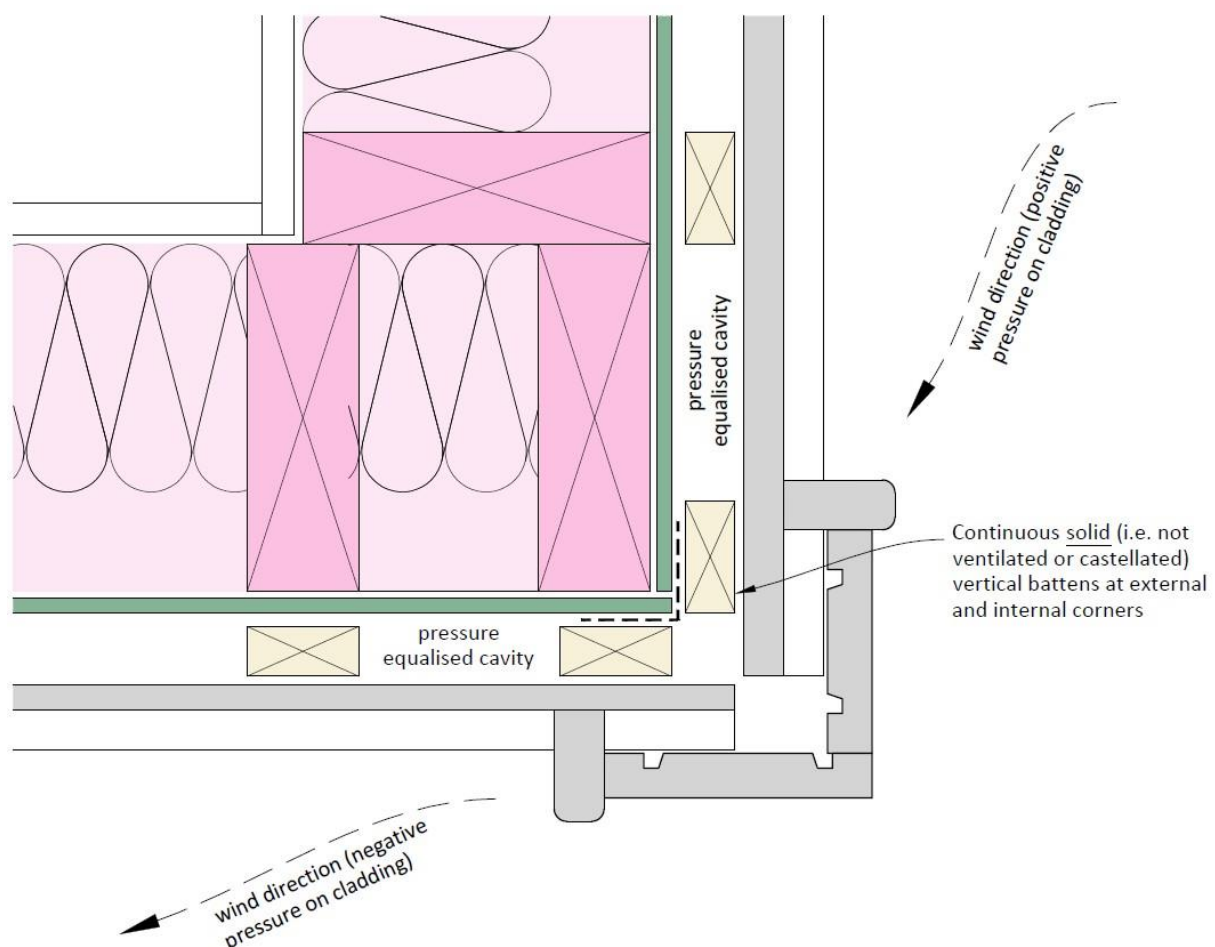 wind direction (positive
pressure on cladding)
pressure
equalised cavity
Continuous solid (i.e. not
ventilated or castellated)
vertical battens at external
and internal corners
pressure
equalised cavity
wind direction (negative
pressure on cladding)